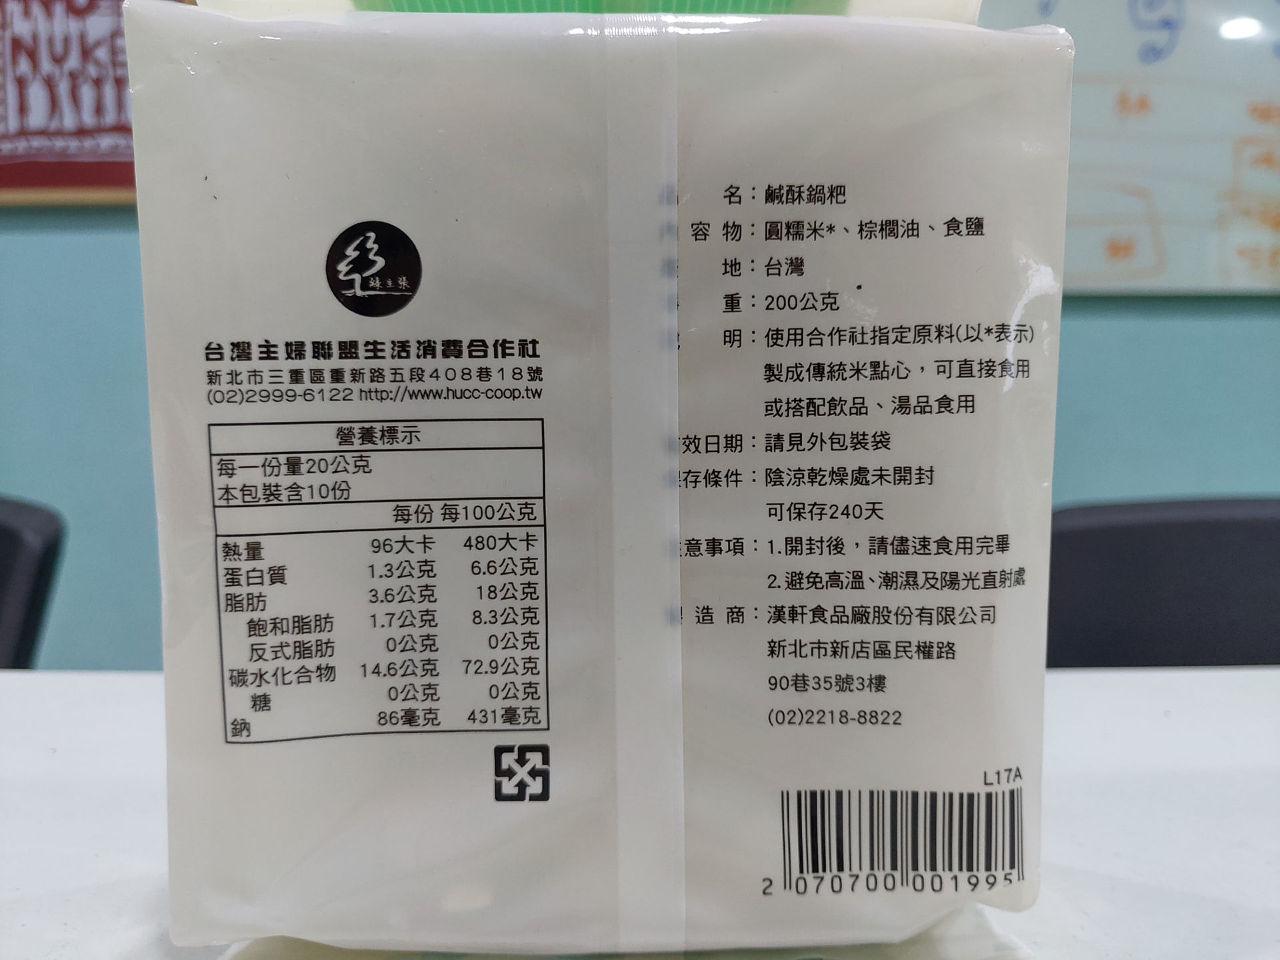 NUKE
綠主張
台灣主婦聯盟生活消費合作社
新北市三重區重新路五段408巷18號
(02)2999-6122 http://www.hucc-coop.tw
營養標示
每一份量20公克
本包裝含10份
每份 每100公克
熱量 96大卡 480大卡
蛋白質 1.3公克 6.6公克
脂肪 3.6公克 18公克
飽和脂肪 1.7公克 8.3公克
反式脂肪 0公克 0公克
碳水化合物 14.6公克 72.9公克
糖 0公克 0公克
鈉 86毫克 431毫克
名：鹹酥鍋粑
容物：圓糯米*、棕櫚油、食鹽
地：台灣
重：200公克
明：使用合作社指定原料(以*表示)
製成傳統米點心，可直接食用
或搭配飲品、湯品食用
效日期：請見外包裝袋
存條件：陰涼乾燥處未開封
可保存240天
意事項：1.開封後，請儘速食用完畢
2.避免高溫、潮濕及陽光直射處
造商：漢軒食品廠股份有限公司
新北市新店區民權路
90巷35號3樓
(02)2218-8822
L17A
2 070700 001995